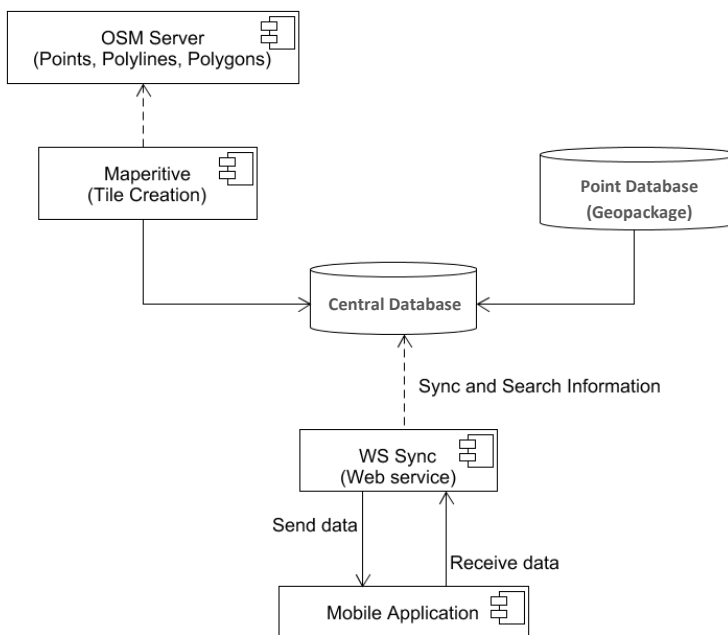 OSM Server
(Points, Polylines, Polygons)
Maperitive
(Tile Creation)
Point Database
(Geopackage)
Central Database
Sync and Search Information
WS Sync
(Web service)
Send data
Receive data
Mobile Application